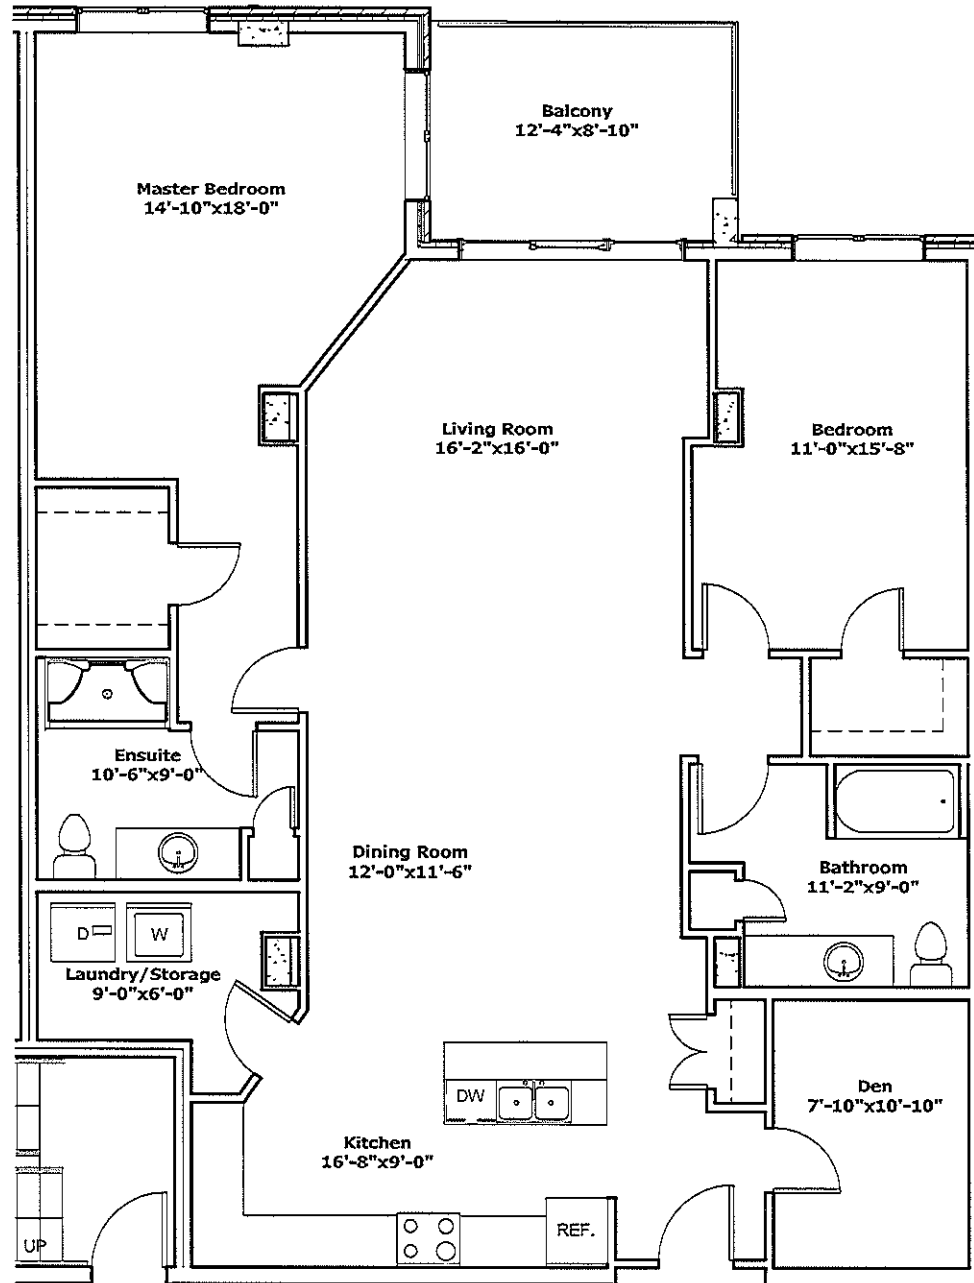 Balcony
12'-4"x8'-10"
Master Bedroom
14'-10"x18'-0"
Living Room
16'-2"x16'-0"
Bedroom
11'-0"x15'-8"
Ensuite
10'-6"x9'-0"
Dining Room
12'-0"x11'-6"
Bathroom
11'-2"x9'-0"
D
W
Laundry/Storage
9'-0"x6'-0"
DW
Den
7'-10"x10'-10"
Kitchen
16'-8"x9'-0"
REF.
UP